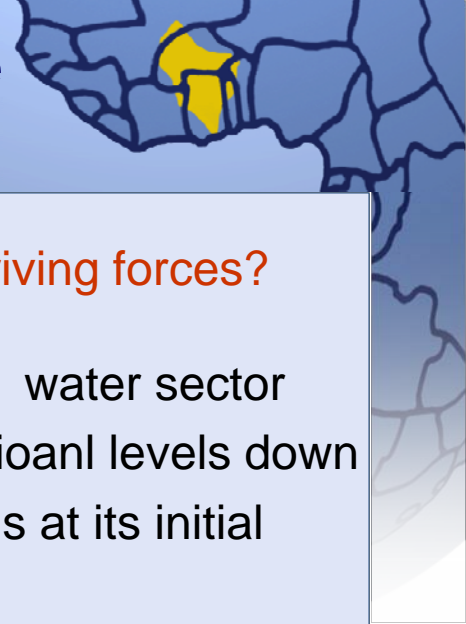 iving forces?
water sector
ioanl levels down
s at its initial